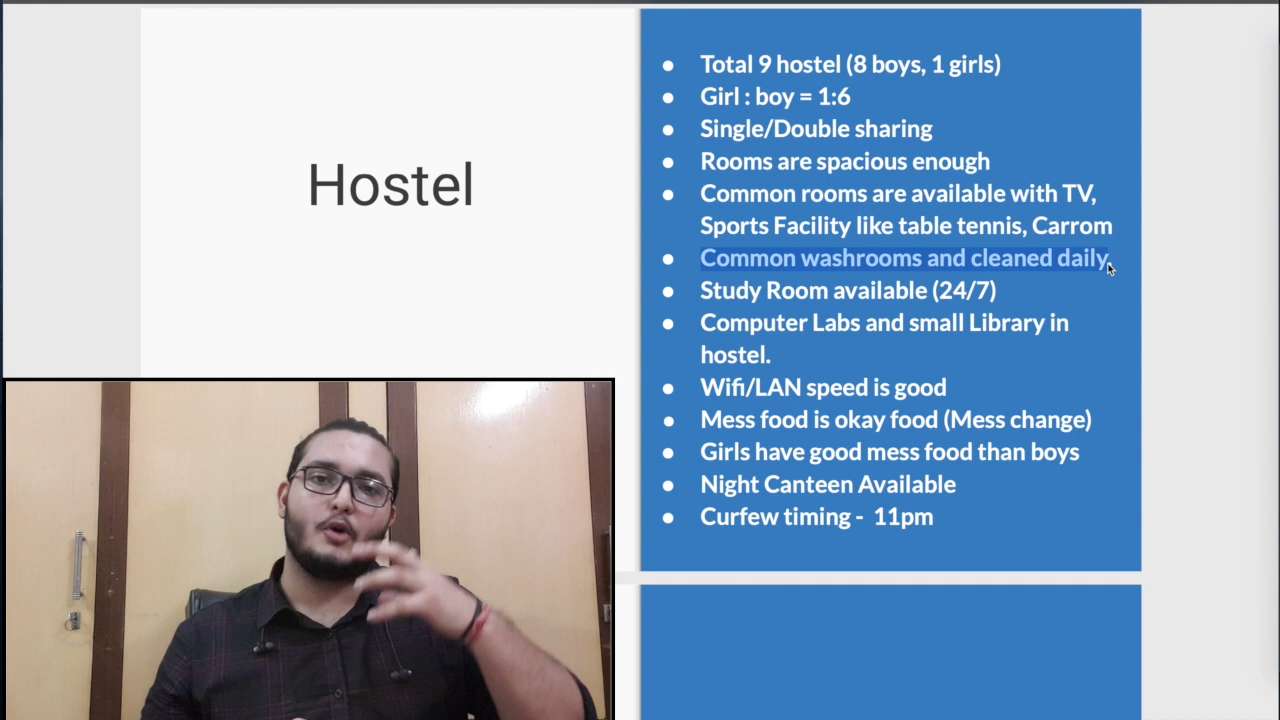 Hostel
● Total 9 hostel (8 boys, 1 girls)
● Girl : boy = 1:6
● Single/Double sharing
● Rooms are spacious enough
● Common rooms are available with TV,
Sports Facility like table tennis, Carrom
● Common washrooms and cleaned daily.
● Study Room available (24/7)
● Computer Labs and small Library in
hostel.
● Wifi/LAN speed is good
● Mess food is okay food (Mess change)
● Girls have good mess food than boys
● Night Canteen Available
● Curfew timing - 11pm